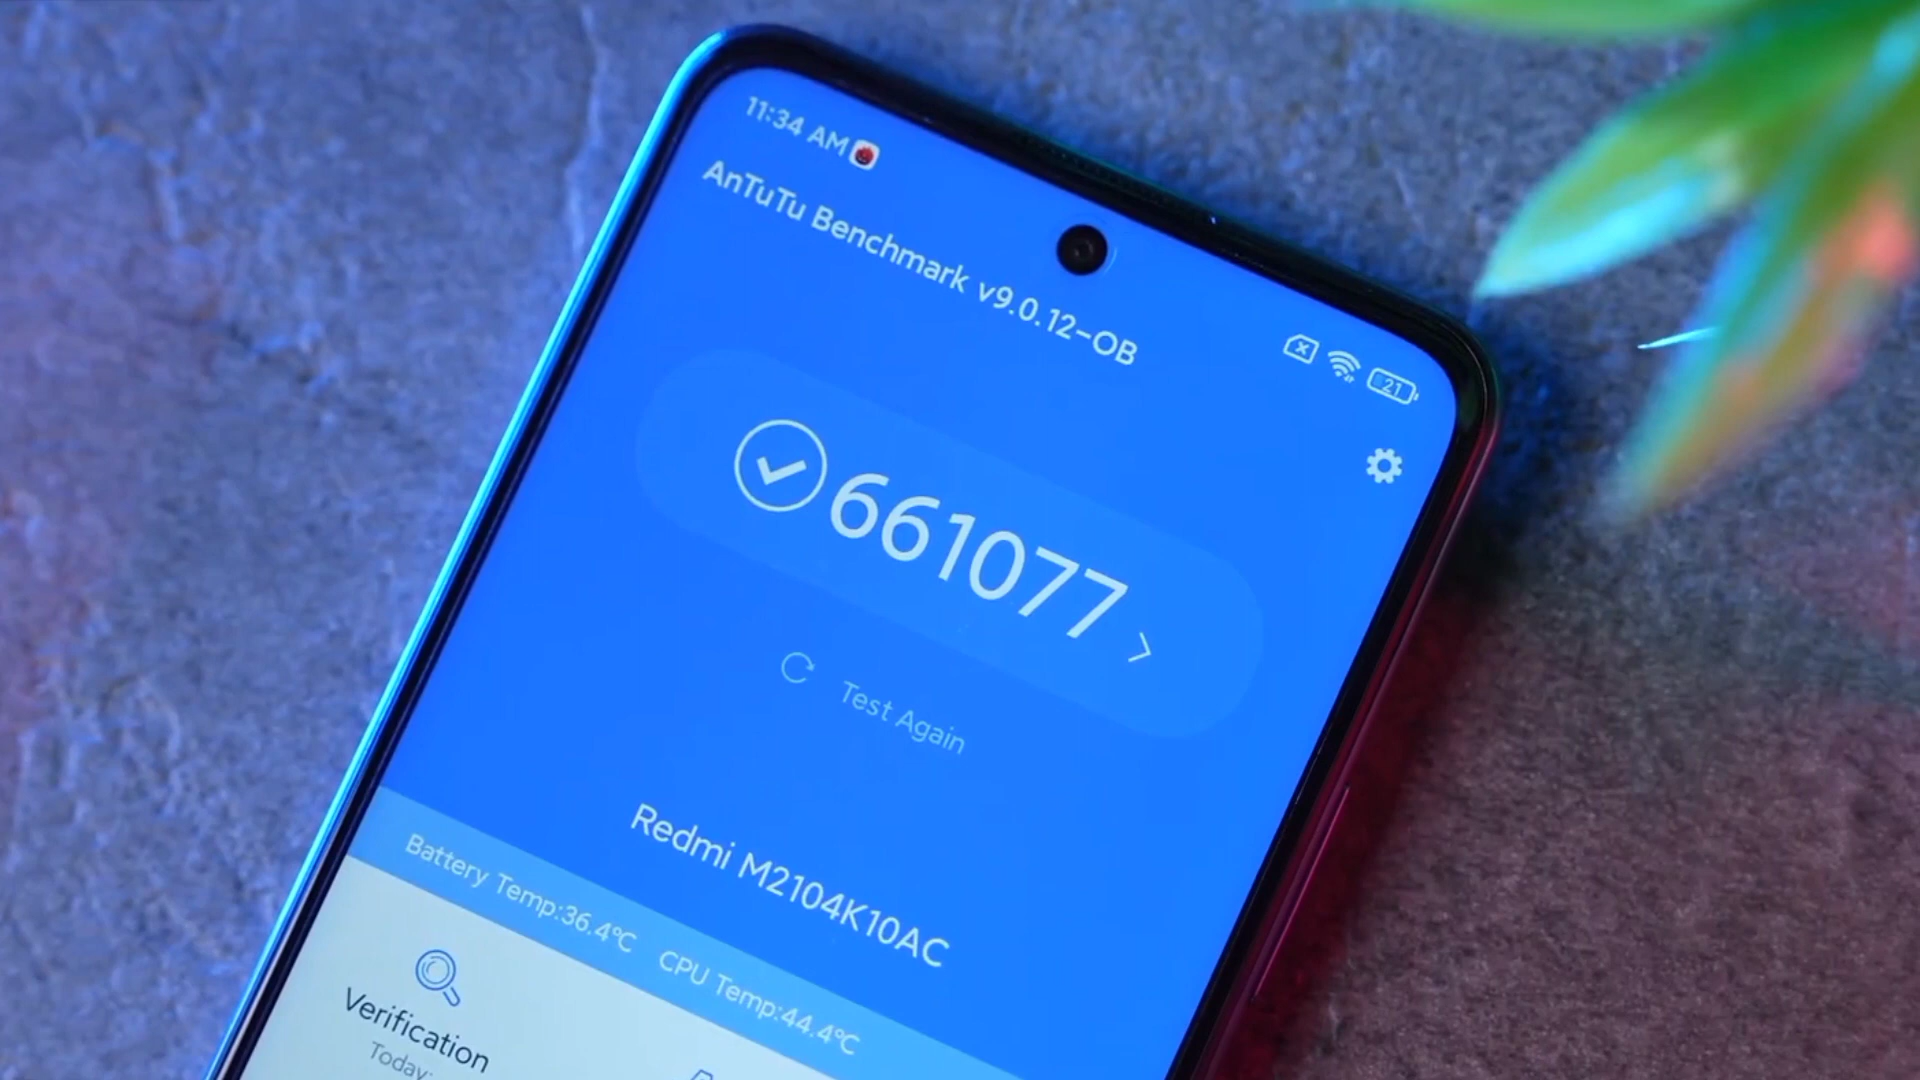 11:34 AM
21
AnTuTu Benchmark v9.0.12-OB
661077
Test Again
Redmi M2104K10AC
Battery Temp:36.4℃ CPU Temp:44.4℃
Verification
Today: